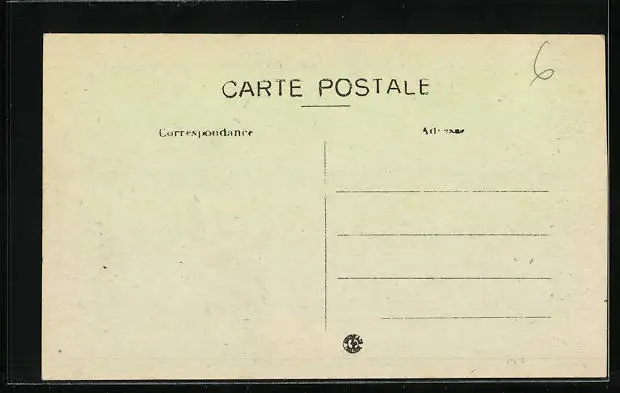 CARTE POSTALE
6
Correspondance
Adresse